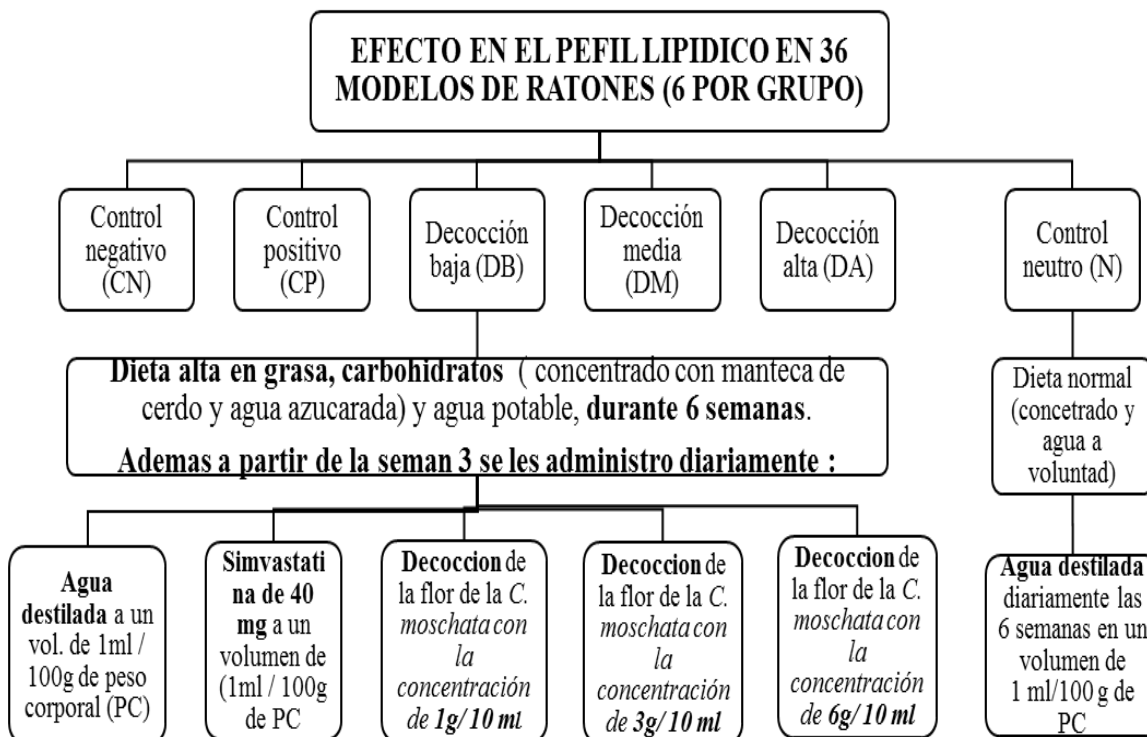 EFECTO EN EL PEFIL LIPIDICO EN 36
MODELOS DE RATONES (6 POR GRUPO)
Control
negativo
(CN)
Control
positivo
(CP)
Decocción
baja (DB)
Decocción
media
(DM)
Decocción
alta (DA)
Control
neutro (N)
Dieta alta en grasa, carbohidratos ( concentrado con manteca de
cerdo y agua azucarada) y agua potable, durante 6 semanas.
Ademas a partir de la seman 3 se les administro diariamente :
Dieta normal
(concetrado y
agua a
voluntad)
Agua
destilada a un
vol. de 1ml /
100g de peso
corporal (PC)
Simvastati
na de 40
mg a un
volumen de
(1ml / 100g
de PC
Decoccion de
la flor de la C.
moschata con
la
concentración
de 1g/ 10 ml
Decoccion de
la flor de la C.
moschata con
la
concentración
de 3g/ 10 ml
Decoccion de
la flor de la C.
moschata con
la
concentración
de 6g/ 10 ml
Agua destilada
diariamente las
6 semanas en un
volumen de
1 ml/100 g de
PC